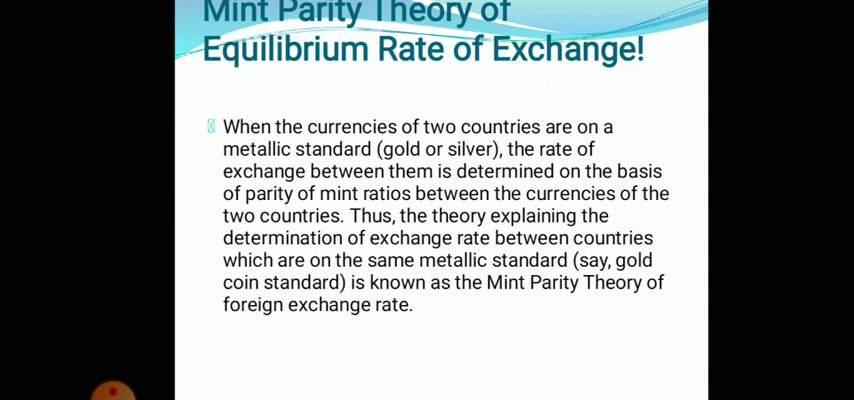 Mint Parity Theory of
Equilibrium Rate of Exchange!
When the currencies of two countries are on a
metallic standard (gold or silver), the rate of
exchange between them is determined on the basis
of parity of mint ratios between the currencies of the
two countries. Thus, the theory explaining the
determination of exchange rate between countries
which are on the same metallic standard (say, gold
coin standard) is known as the Mint Parity Theory of
foreign exchange rate.